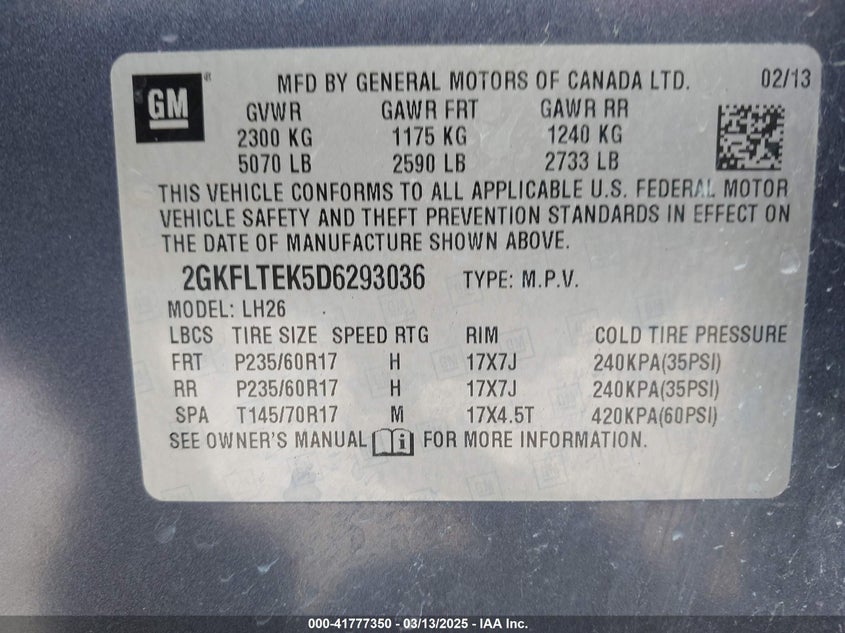 GM
MFD BY GENERAL MOTORS OF CANADA LTD. 02/13
GVWR GAWR FRT GAWR RR
2300 KG 1175 KG 1240 KG
5070 LB 2590 LB 2733 LB
THIS VEHICLE CONFORMS TO ALL APPLICABLE U.S. FEDERAL MOTOR
VEHICLE SAFETY AND THEFT PREVENTION STANDARDS IN EFFECT ON
THE DATE OF MANUFACTURE SHOWN ABOVE.
2GKFLTEK5D6293036 TYPE: M.P.V.
MODEL: LH26
LBCS TIRE SIZE SPEED RTG RIM COLD TIRE PRESSURE
FRT P235/60R17 H 17X7J 240KPA(35PSI)
RR P235/60R17 H 17X7J 240KPA(35PSI)
SPA T145/70R17 M 17X4.5T 420KPA(60PSI)
SEE OWNER'S MANUAL FOR MORE INFORMATION.
000-41777350 - 03/13/2025 - IAA Inc.